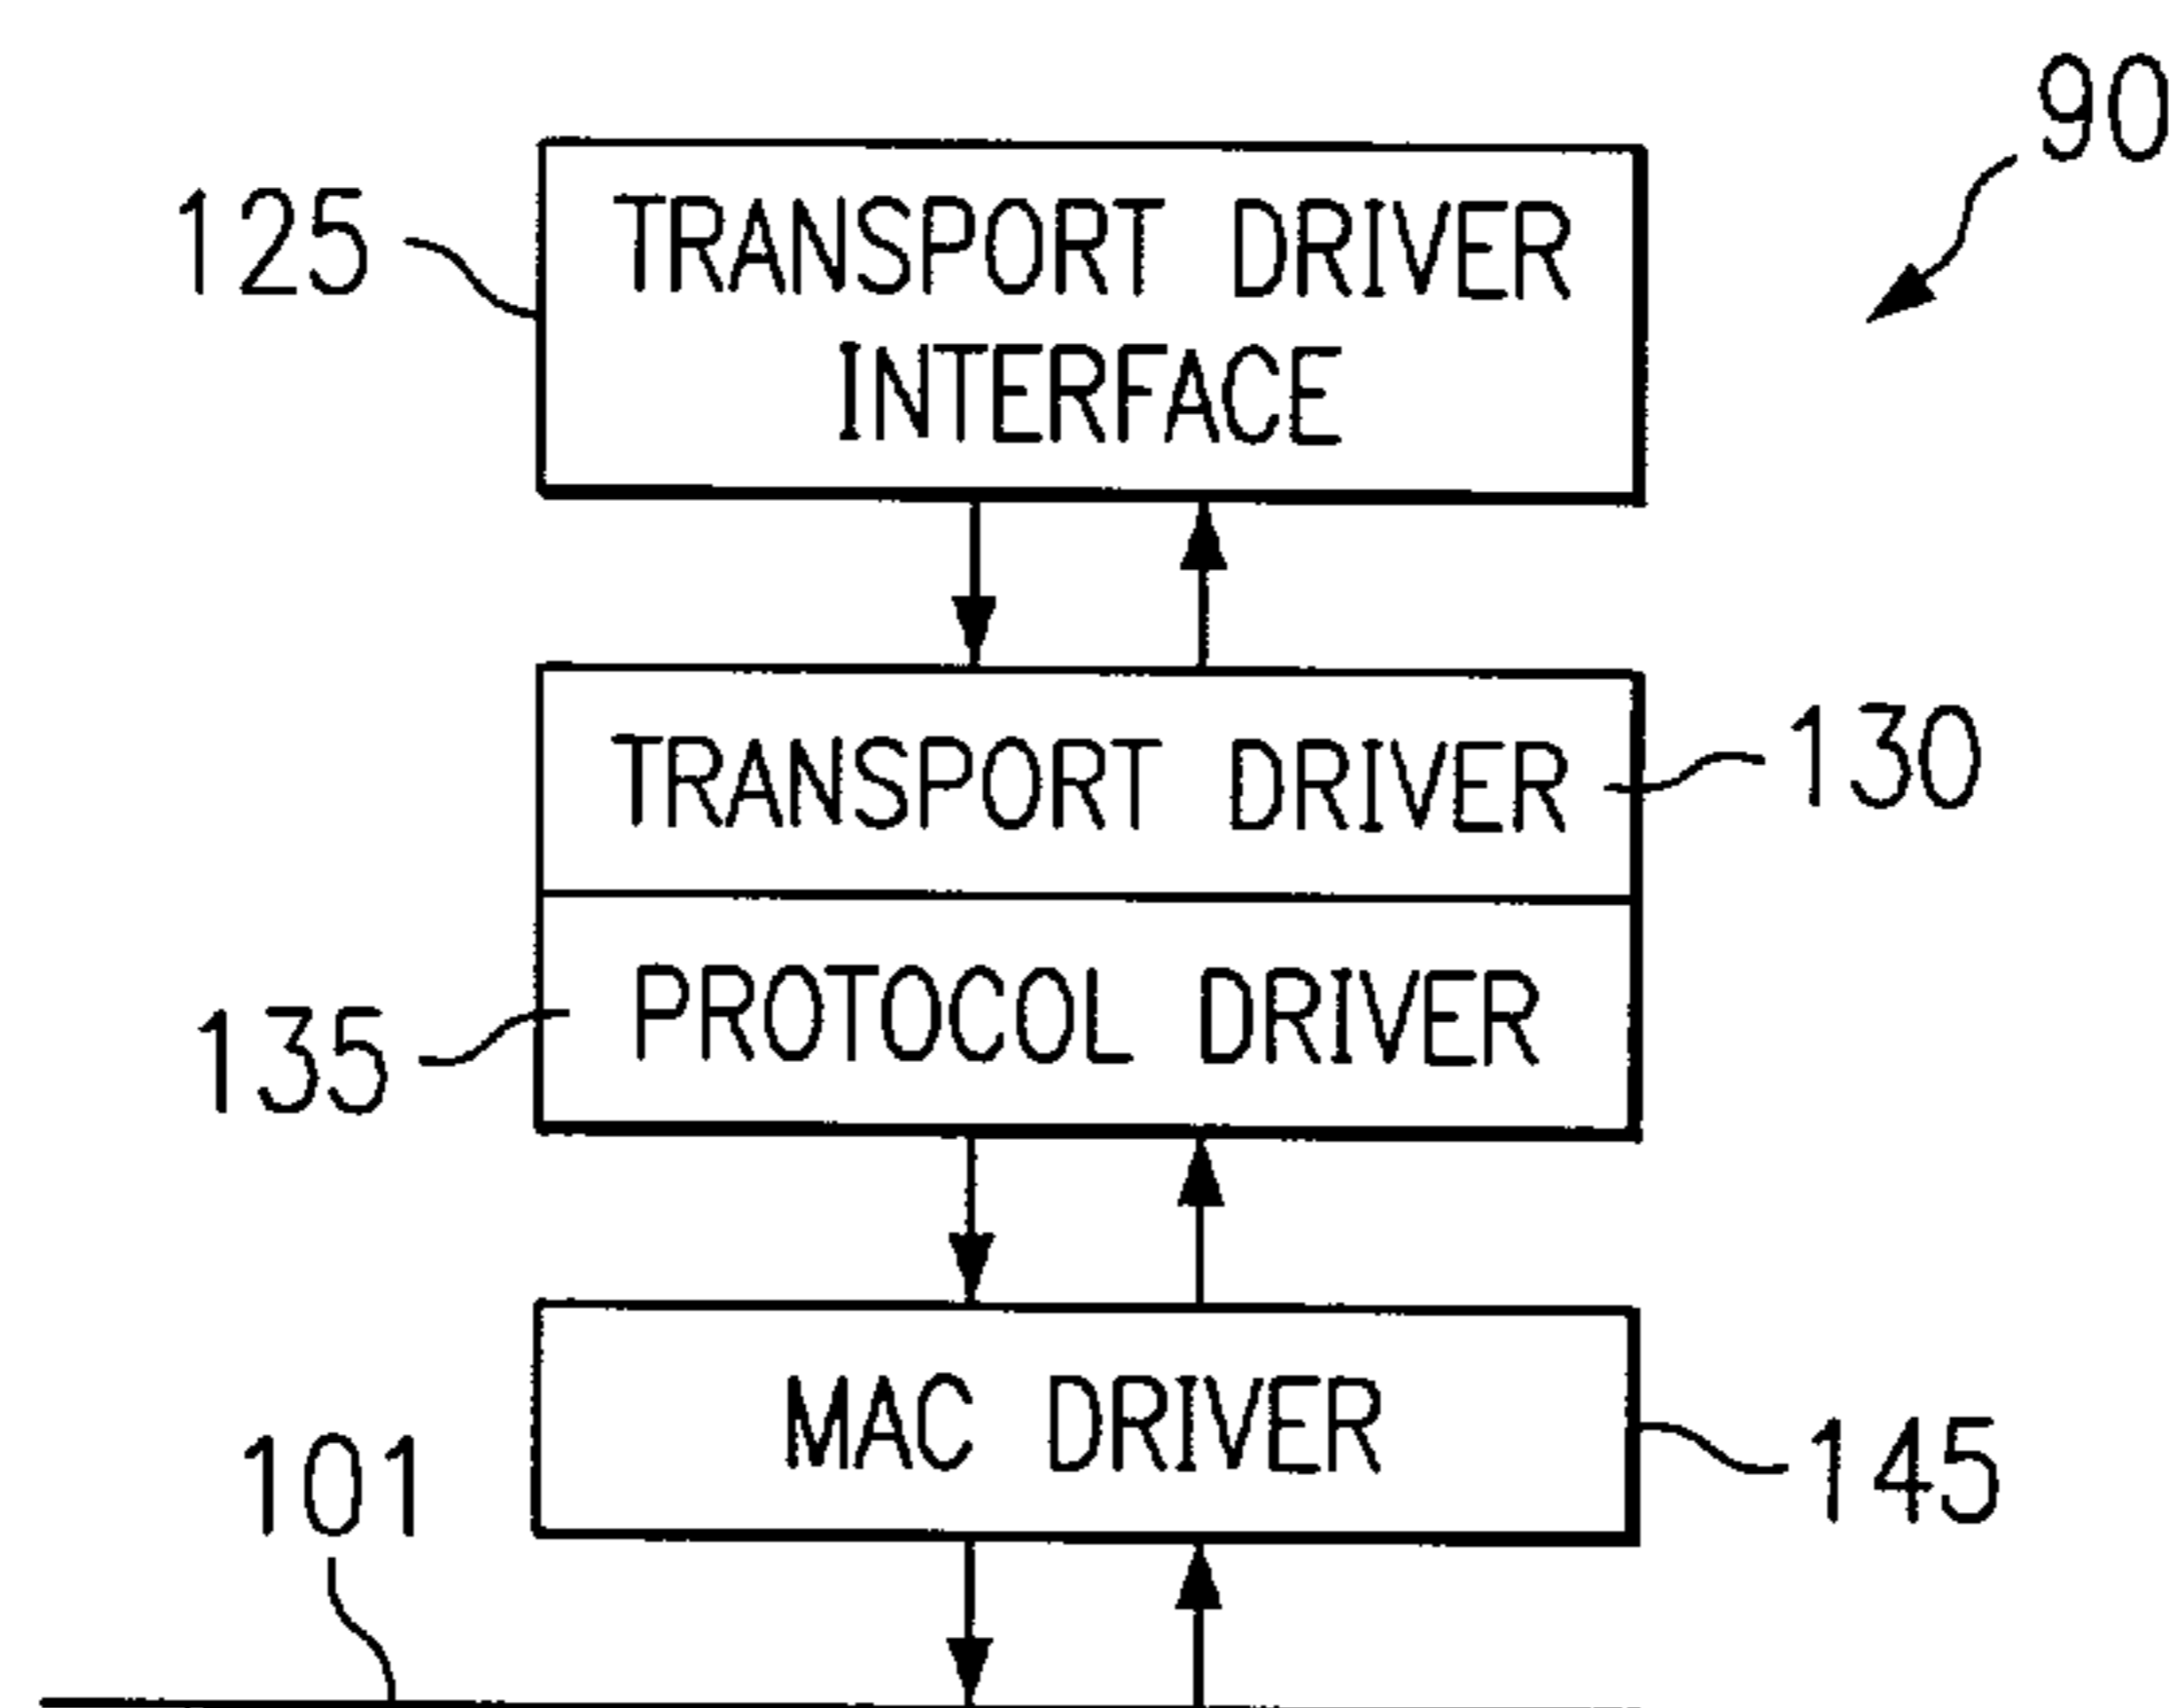 90
125
TRANSPORT DRIVER
INTERFACE
TRANSPORT DRIVER
130
PROTOCOL DRIVER
135
MAC DRIVER
145
101